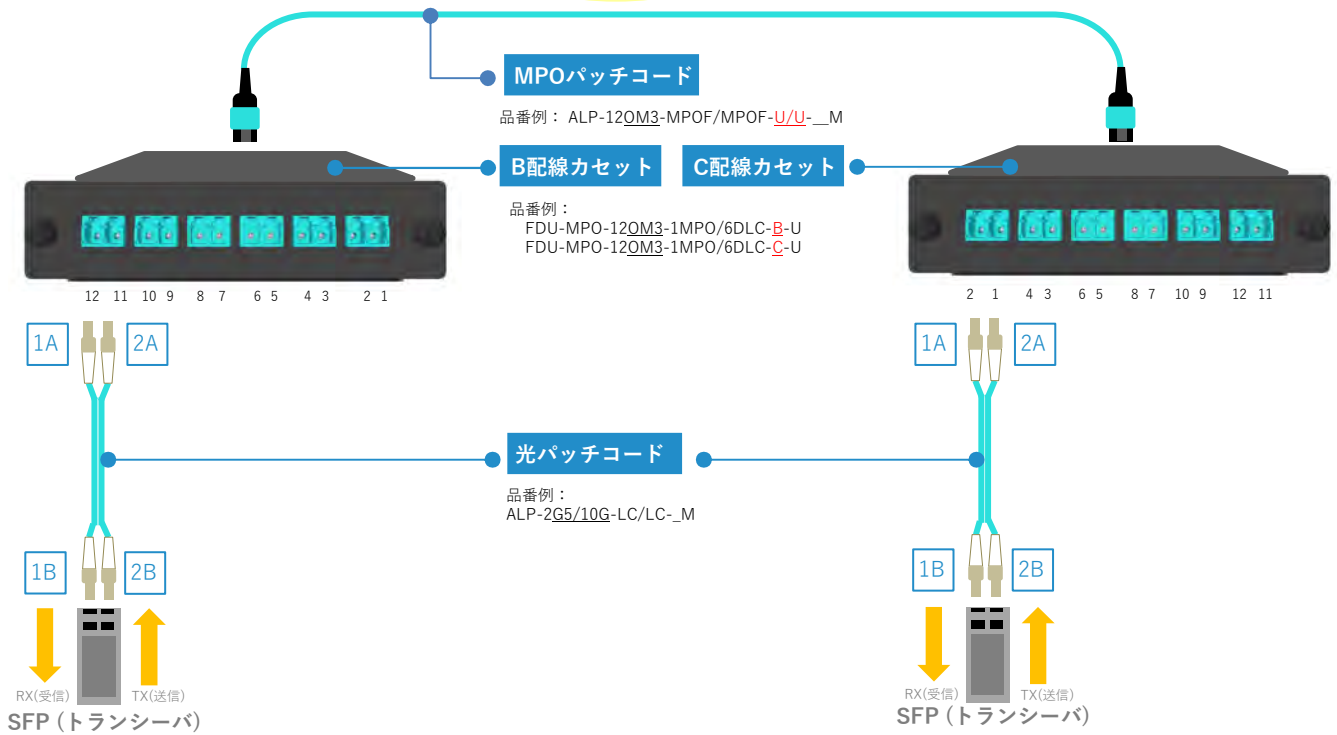 MPOパッチコード
品番例： ALP-12OM3-MPOF/MPOF-U/U-__M
B配線カセット
C配線カセット
品番例：
FDU-MPO-12OM3-1MPO/6DLC-B-U
FDU-MPO-12OM3-1MPO/6DLC-C-U
12 11 10 9 8 7 6 5 4 3 2 1
2 1 4 3 6 5 8 7 10 9 12 11
1A 2A
1A 2A
光パッチコード
品番例：
ALP-2G5/10G-LC/LC-_M
1B 2B
1B 2B
RX(受信) TX(送信)
RX(受信) TX(送信)
SFP (トランシーバ)
SFP (トランシーバ)